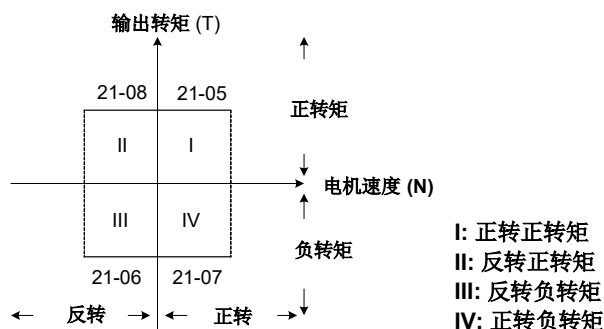 输出转矩 (T)
21-08 21-05
正转矩
II I
电机速度 (N)
III IV
负转矩
21-06 21-07
反转 正转
I: 正转正转矩
II: 反转正转矩
III: 反转负转矩
IV: 正转负转矩